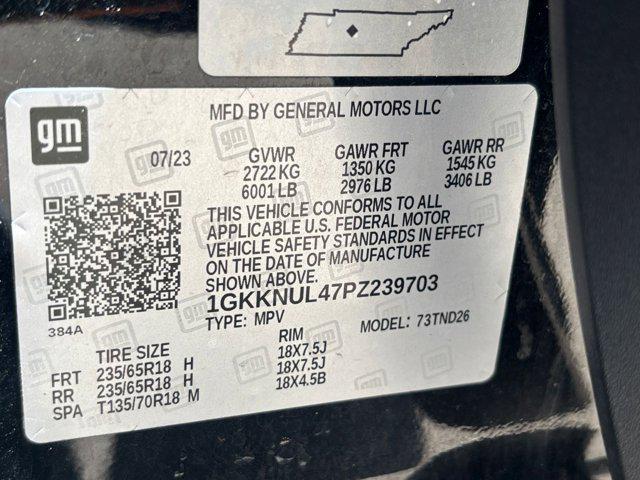 MFD BY GENERAL MOTORS LLC
gm
07/23
GVWR GAWR FRT GAWR RR
2722 KG 1350 KG 1545 KG
6001 LB 2976 LB 3406 LB
THIS VEHICLE CONFORMS TO ALL
APPLICABLE U.S. FEDERAL MOTOR
VEHICLE SAFETY STANDARDS IN EFFECT
ON THE DATE OF MANUFACTURE
SHOWN ABOVE.
1GKKNUL47PZ239703
TYPE: MPV MODEL: 73TND26
384A
TIRE SIZE RIM
FRT 235/65R18 H 18X7.5J
RR 235/65R18 H 18X7.5J
SPA T135/70R18 M 18X4.5B